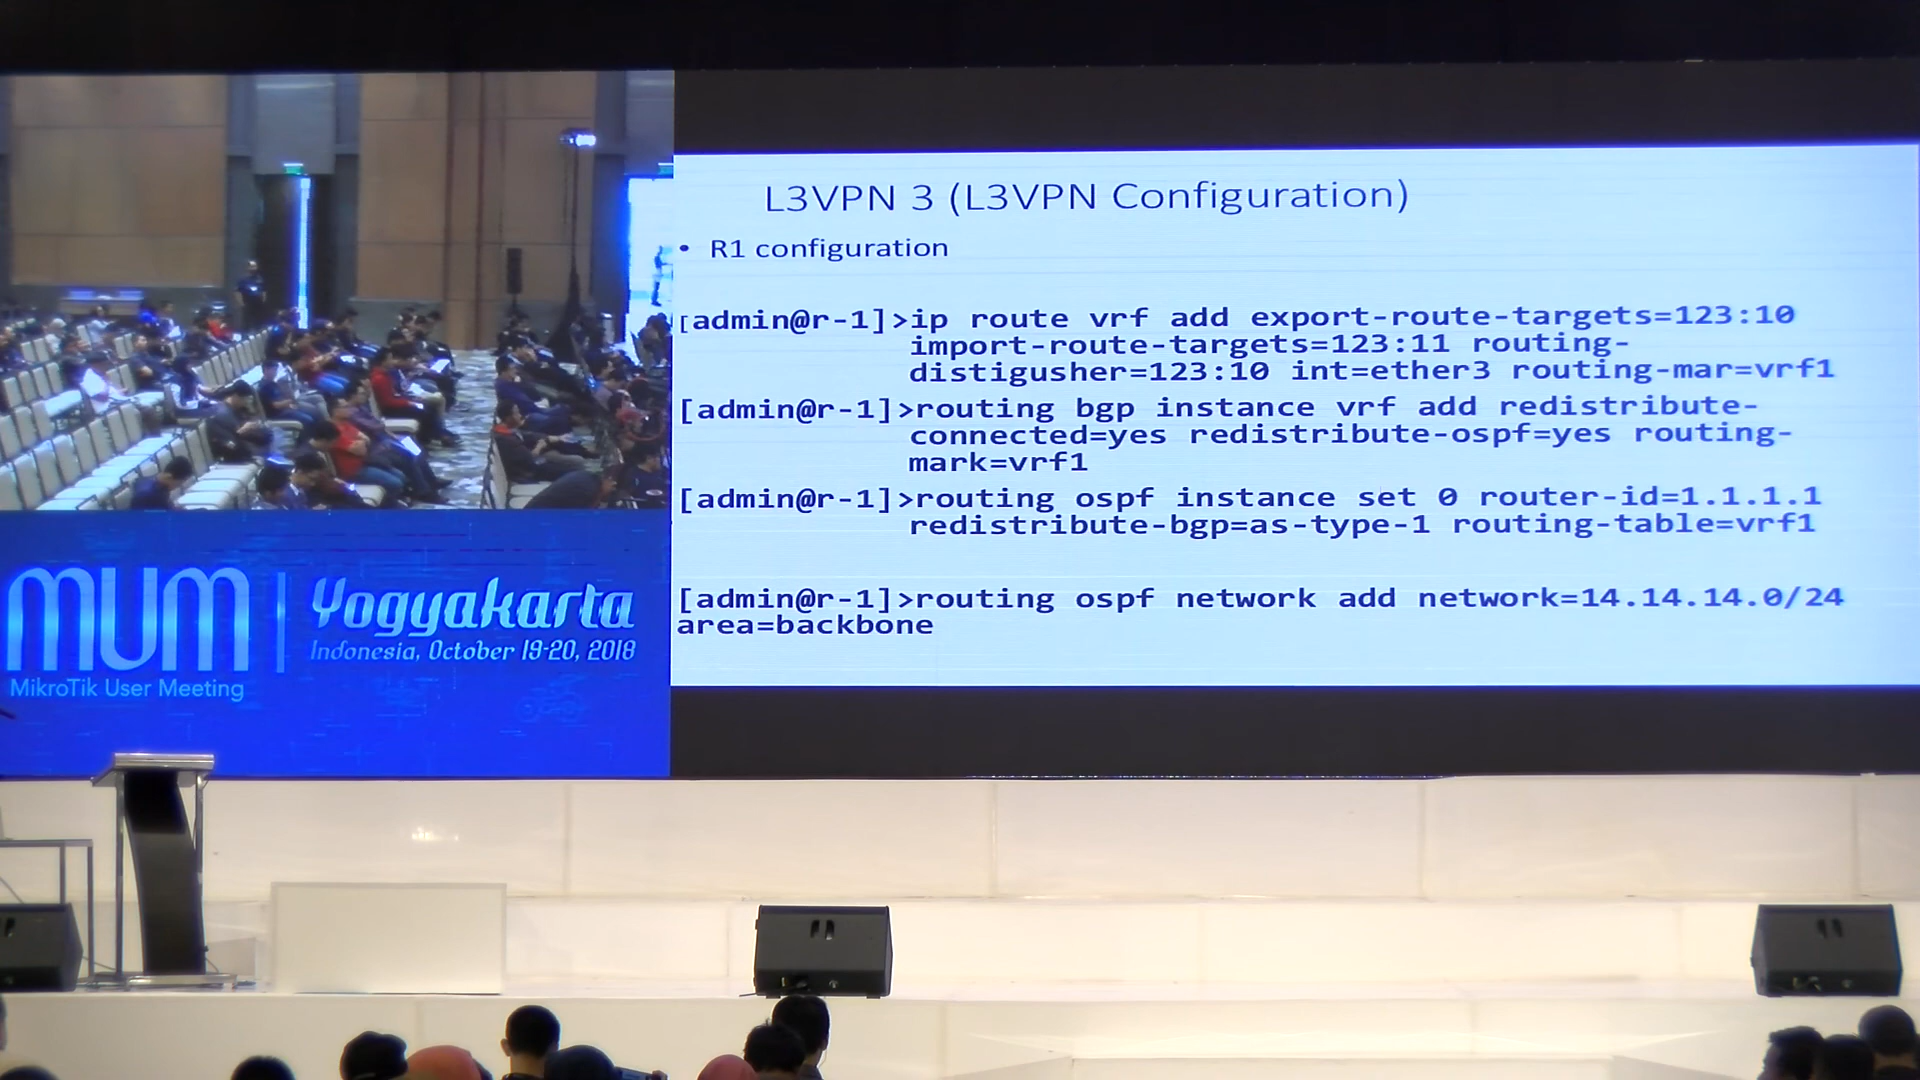 L3VPN 3 (L3VPN Configuration)
• R1 configuration
[admin@r-1]>ip route vrf add export-route-targets=123:10
import-route-targets=123:11 routing-
distigusher=123:10 int=ether3 routing-mar=vrf1
[admin@r-1]>routing bgp instance vrf add redistribute-
connected=yes redistribute-ospf=yes routing-
mark=vrf1
[admin@r-1]>routing ospf instance set 0 router-id=1.1.1.1
redistribute-bgp=as-type-1 routing-table=vrf1
[admin@r-1]>routing ospf network add network=14.14.14.0/24
area=backbone
MUM
MikroTik User Meeting
Yogyakarta
Indonesia, October 19-20, 2018